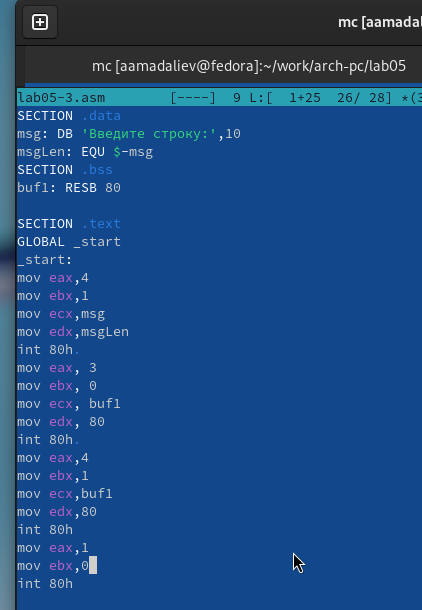 mc [aamadal
mc [aamadaliev@fedora]:~/work/arch-pc/lab05
lab05-3.asm [----] 9 L:[ 1+25 26/ 28] *(3
SECTION .data
msg: DB 'Введите строку:',10
msgLen: EQU $-msg
SECTION .bss
buf1: RESB 80
SECTION .text
GLOBAL _start
_start:
mov eax,4
mov ebx,1
mov ecx,msg
mov edx,msgLen
int 80h.
mov eax, 3
mov ebx, 0
mov ecx, buf1
mov edx, 80
int 80h.
mov eax,4
mov ebx,1
mov ecx,buf1
mov edx,80
int 80h
mov eax,1
mov ebx,0
int 80h